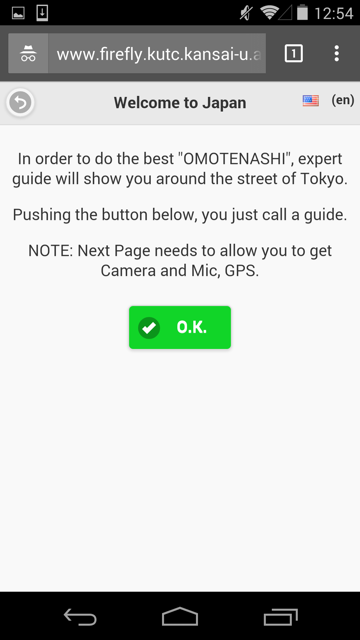 12:54
www.firefly.kutc.kansai-u.a
1
Welcome to Japan
(en)
In order to do the best "OMOTENASHI", expert
guide will show you around the street of Tokyo.
Pushing the button below, you just call a guide.
NOTE: Next Page needs to allow you to get
Camera and Mic, GPS.
O.K.